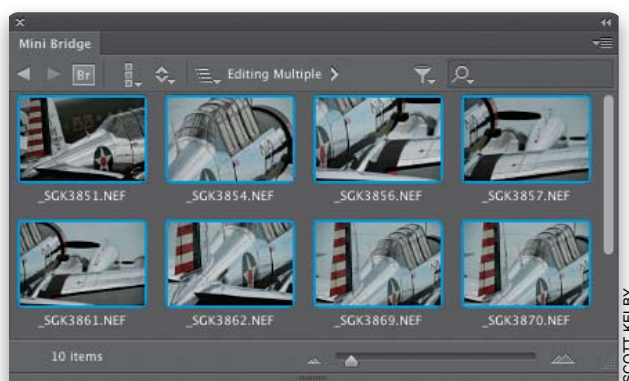 Mini Bridge
Br
Editing Multiple
_SGK3851.NEF
_SGK3854.NEF
_SGK3856.NEF
_SGK3857.NEF
_SGK3861.NEF
_SGK3862.NEF
_SGK3869.NEF
_SGK3870.NEF
10 items
SCOTT KELBY